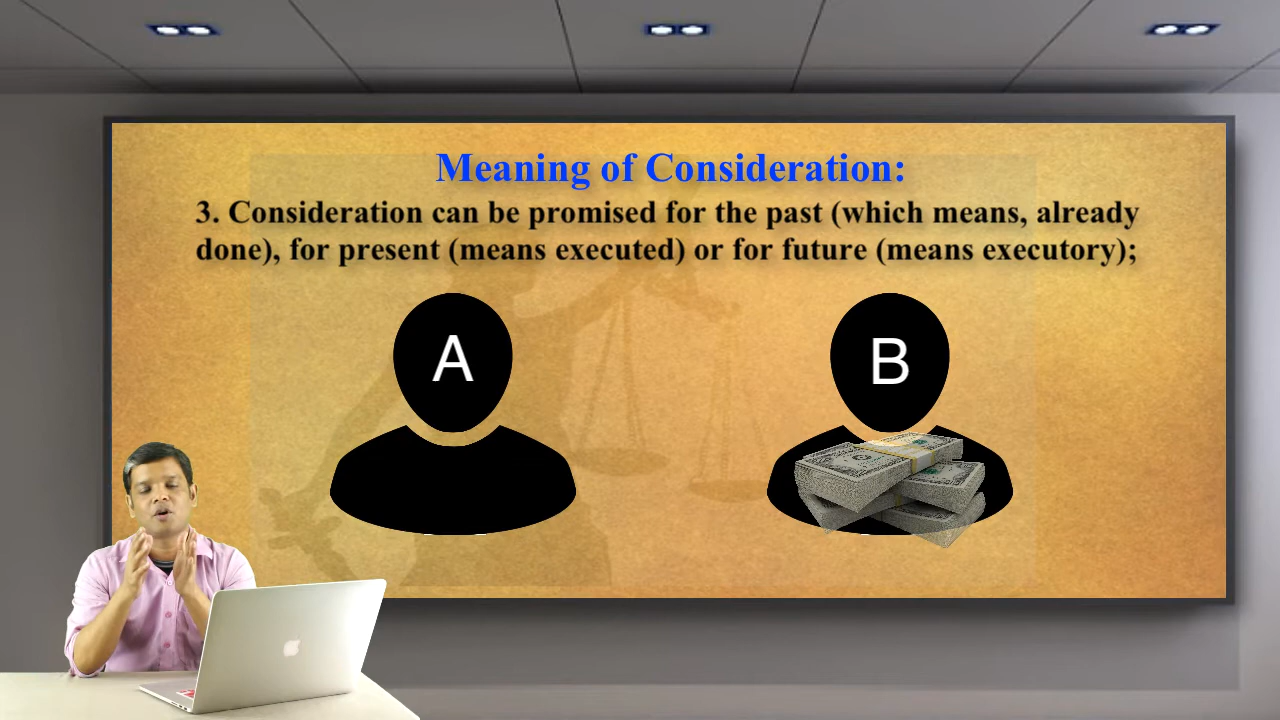 Meaning of Consideration:
3. Consideration can be promised for the past (which means, already
done), for present (means executed) or for future (means executory);
A
B